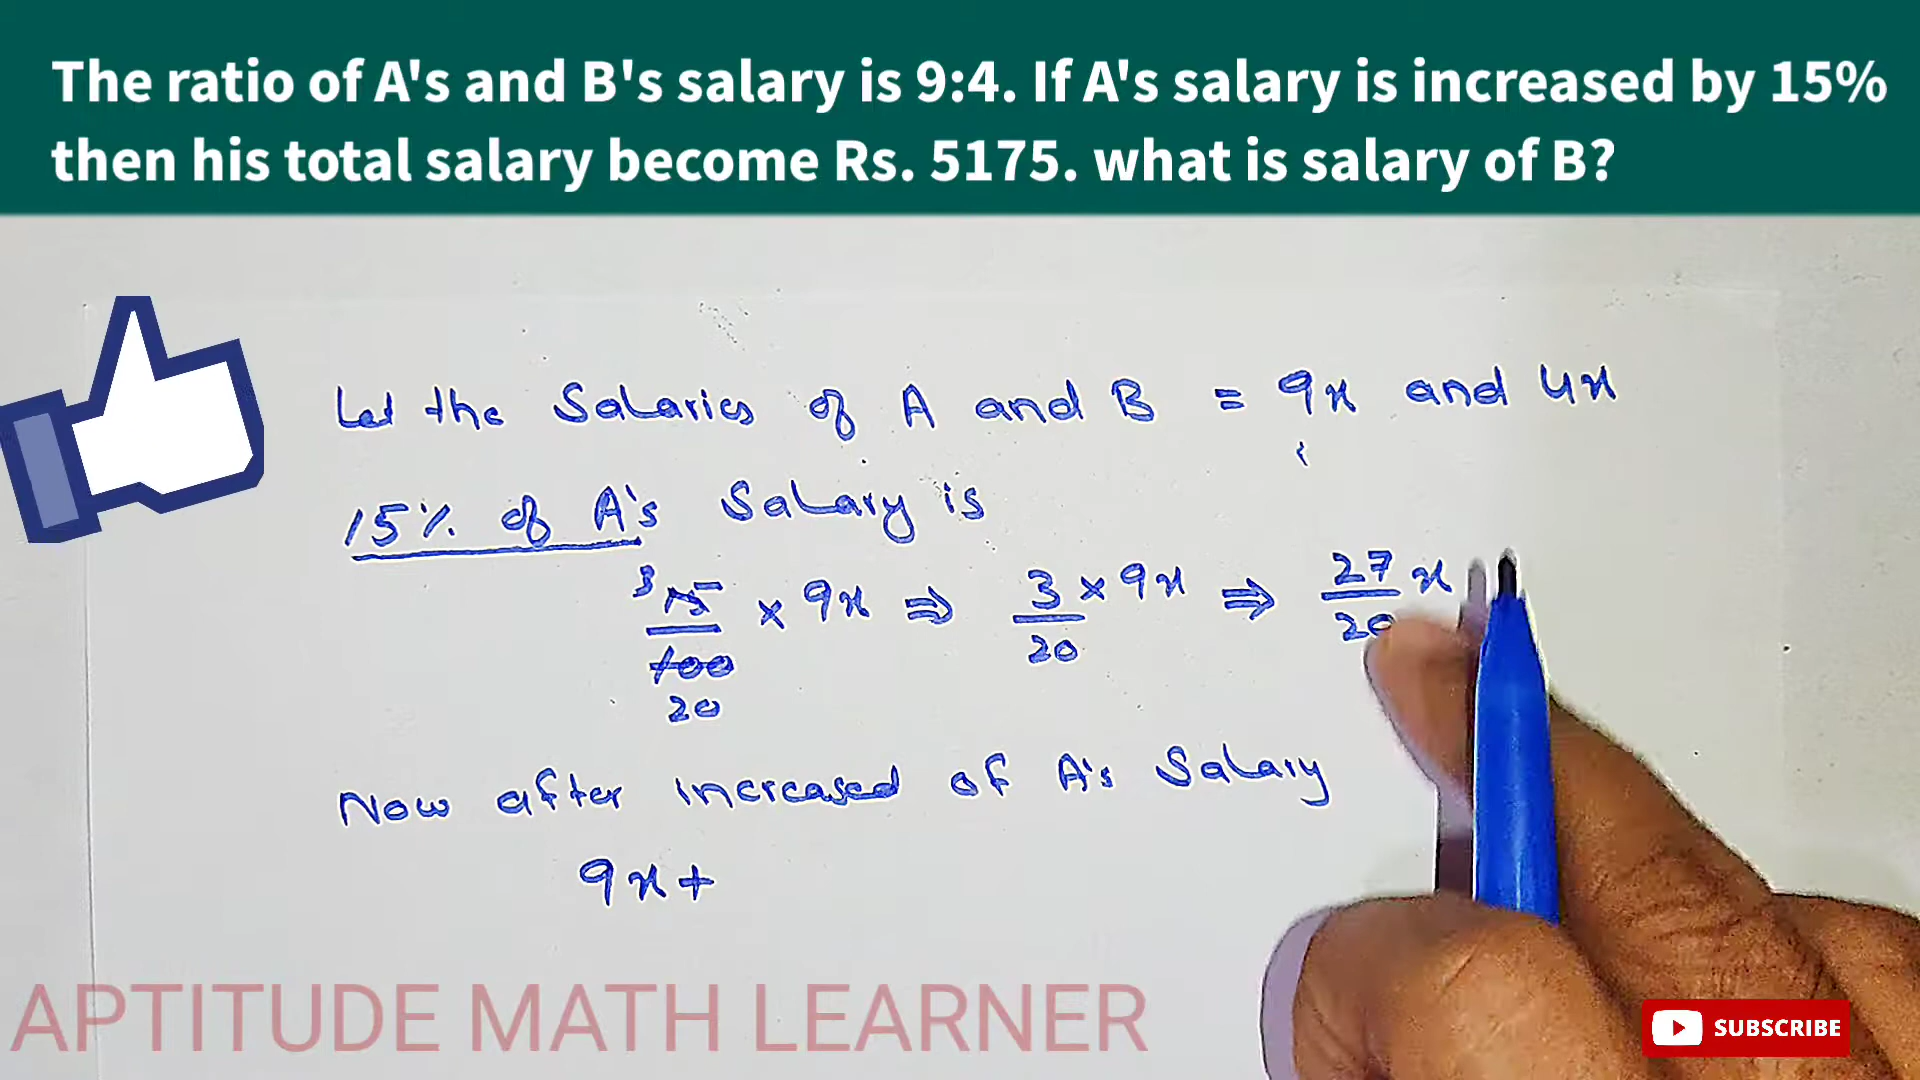 The ratio of A's and B's salary is 9:4. If A's salary is increased by 15%
then his total salary become Rs. 5175. what is salary of B?
Let the Salaries of A and B = 9x and 4x
15% of A's Salary is
3 15/100 20 × 9x ⇒ 3/20 × 9x ⇒ 27/20 x
Now after increased of A's Salary
9x+
APTITUDE MATH LEARNER
SUBSCRIBE